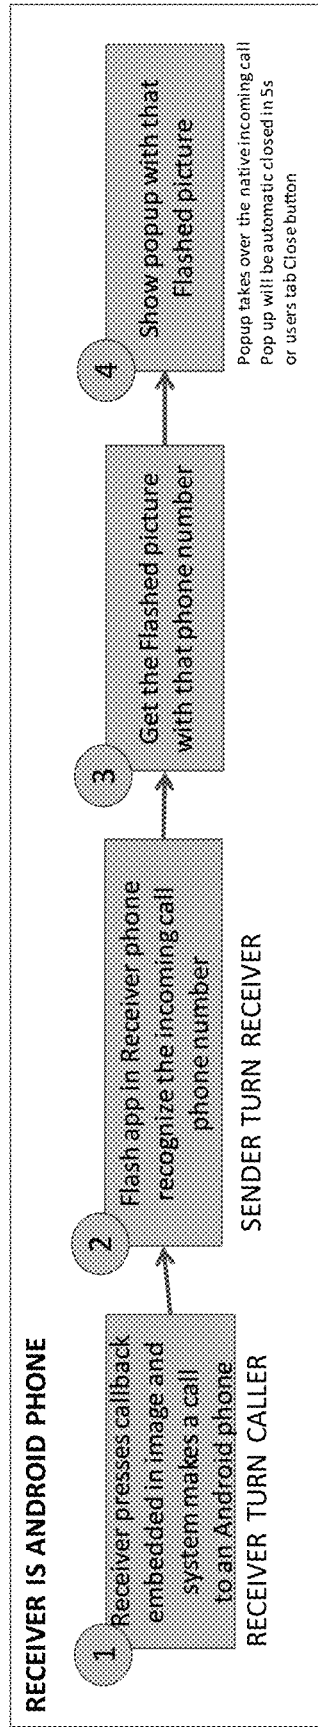 RECEIVER IS ANDROID PHONE
1
Receiver presses callback
embedded in image and
system makes a call
to an Android phone
RECEIVER TURN CALLER
2
Flash app in Receiver phone
recognize the incoming call
phone number
SENDER TURN RECEIVER
3
Get the Flashed picture
with that phone number
4
Show popup with that
Flashed picture
Popup takes over the native incoming call
Pop up will be automatic closed in 5s
or users tab Close button